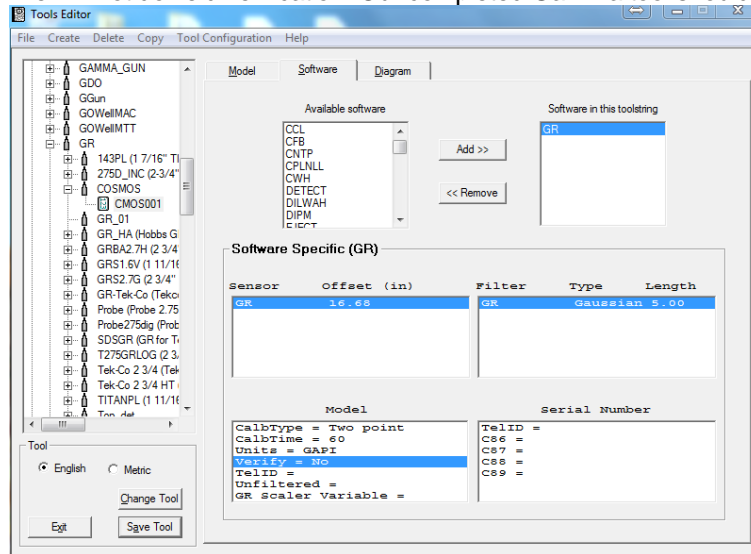 Tools Editor
File Create Delete Copy Tool Configuration Help
GAMMA_GUN
GDO
GGun
GOWellMAC
GOWellMTT
GR
143PL (1 7/16" Tl
275D_INC (2-3/4"
COSMOS
CMOS001
GR_01
GR_HA (Hobbs G
GRBA2.7H (2 3/4
GRS1.6V (1 11/16
GRS2.7G (2 3/4"
GR-Tek-Co (Tekco
Probe (Probe 2.75
Probe275dig (Prob
SDSGR (GR for T
T275GRLOG (2 3/
Tek-Co 2 3/4 (Tek
Tek-Co 2 3/4 HT (
TITANPL (1 11/16
Top_det
Tool
English Metric
Change Tool
Exit Save Tool
Model Software Diagram
Available software
CCL
CFB
CNTP
CPLNLL
CWH
DETECT
DILWAH
DIPM
EJECT
Add >>
<< Remove
Software in this toolstring
GR
Software Specific (GR)
Sensor Offset (in)
GR 16.68
Filter Type Length
GR Gaussian 5.00
Model
CalbType = Two point
CalbTime = 60
Units = GAPI
Verify = No
TelID =
Unfiltered =
GR Scaler Variable =
Serial Number
TelID =
C86 =
C87 =
C88 =
C89 =